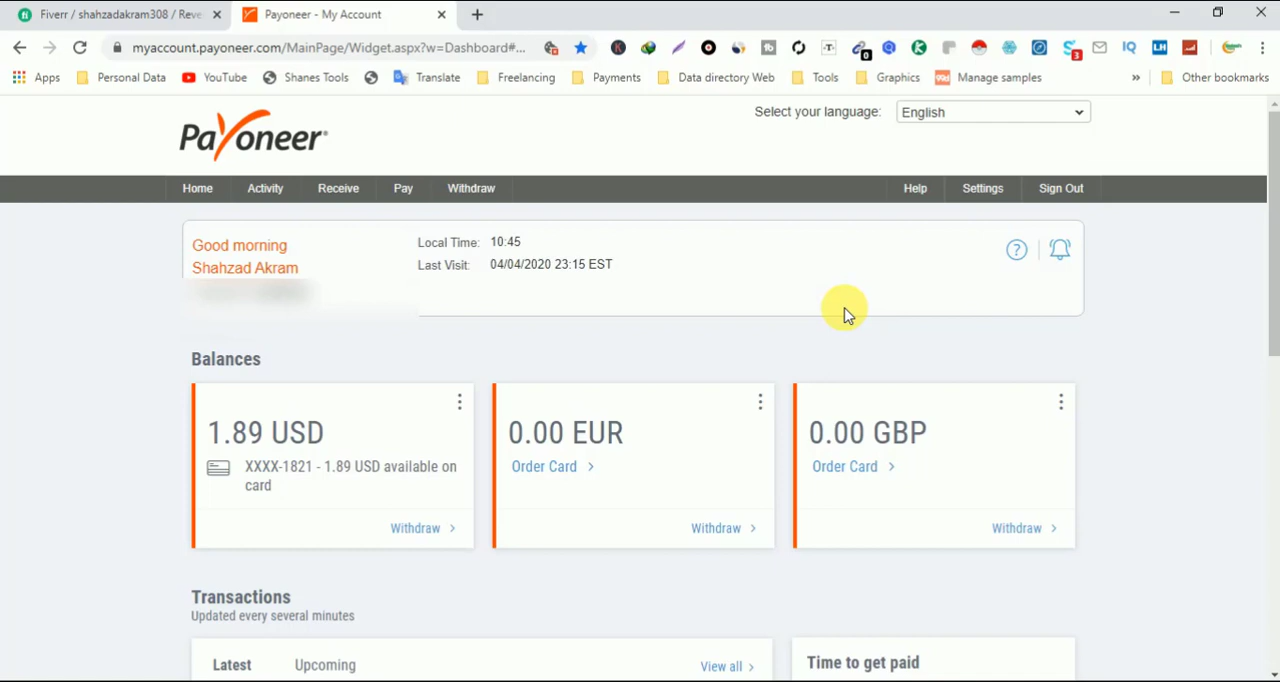 Fiverr / shahzadakram308 / Reve
Payoneer - My Account
myacount.payoneer.com/MainPage/Widget.aspx?w=Dashboard#...
Apps
Personal Data
YouTube
Shanes Tools
Translate
Freelancing
Payments
Data directory Web
Tools
Graphics
Manage samples
Other bookmarks
Select your language:
English
Payoneer
Home
Activity
Receive
Pay
Withdraw
Help
Settings
Sign Out
Good morning
Shahzad Akram
Local Time: 10:45
Last Visit: 04/04/2020 23:15 EST
Balances
1.89 USD
XXXX-1821 - 1.89 USD available on
card
Withdraw >
0.00 EUR
Order Card >
Withdraw >
0.00 GBP
Order Card >
Withdraw >
Transactions
Updated every several minutes
Latest
Upcoming
View all >
Time to get paid